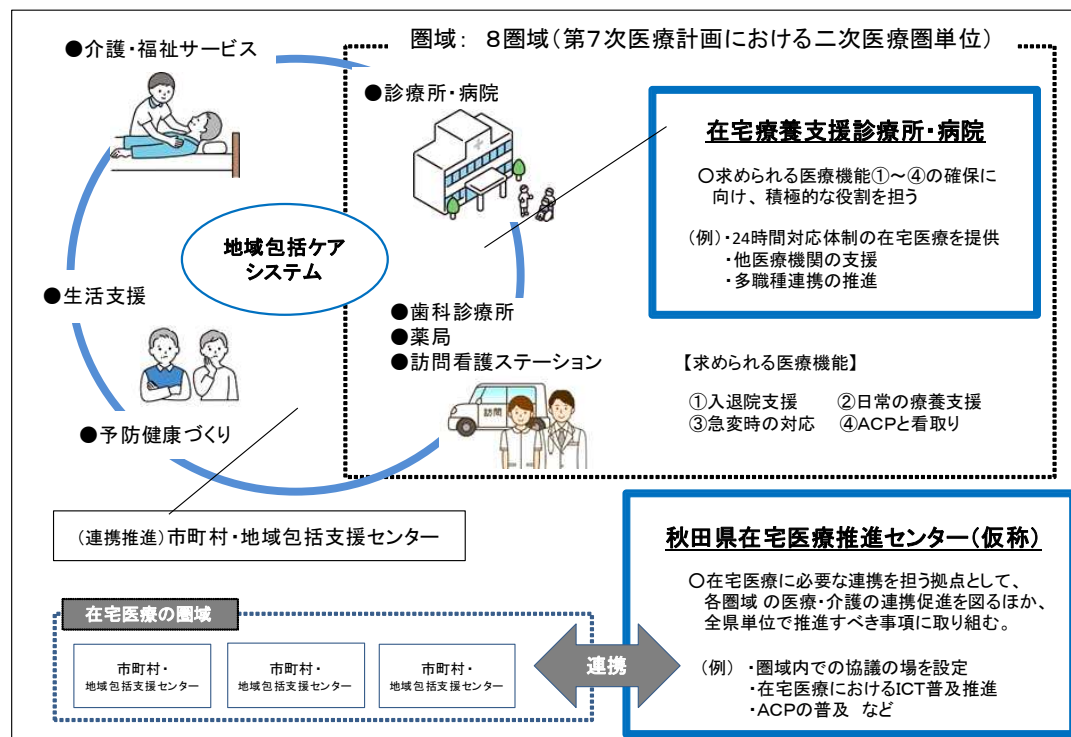 圏域： ８圏域（第７次医療計画における二次医療圏単位）
●介護・福祉サービス
●診療所・病院
在宅療養支援診療所・病院
〇求められる医療機能①～④の確保に
向け、積極的な役割を担う
（例）・24時間対応体制の在宅医療を提供
・他医療機関の支援
・多職種連携の推進
地域包括ケア
システム
●生活支援
●歯科診療所
●薬局
●訪問看護ステーション
訪問
【求められる医療機能】
①入退院支援 ②日常の療養支援
③急変時の対応 ④ACPと看取り
●予防健康づくり
（連携推進）市町村・地域包括支援センター
秋田県在宅医療推進センター（仮称）
〇在宅医療に必要な連携を担う拠点として、
各圏域 の医療・介護の連携促進を図るほか、
全県単位で推進すべき事項に取り組む。
（例） ・圏域内での協議の場を設定
・在宅医療におけるICT普及推進
・ACPの普及 など
在宅医療の圏域
市町村・
地域包括支援センター
市町村・
地域包括支援センター
市町村・
地域包括支援センター
連携